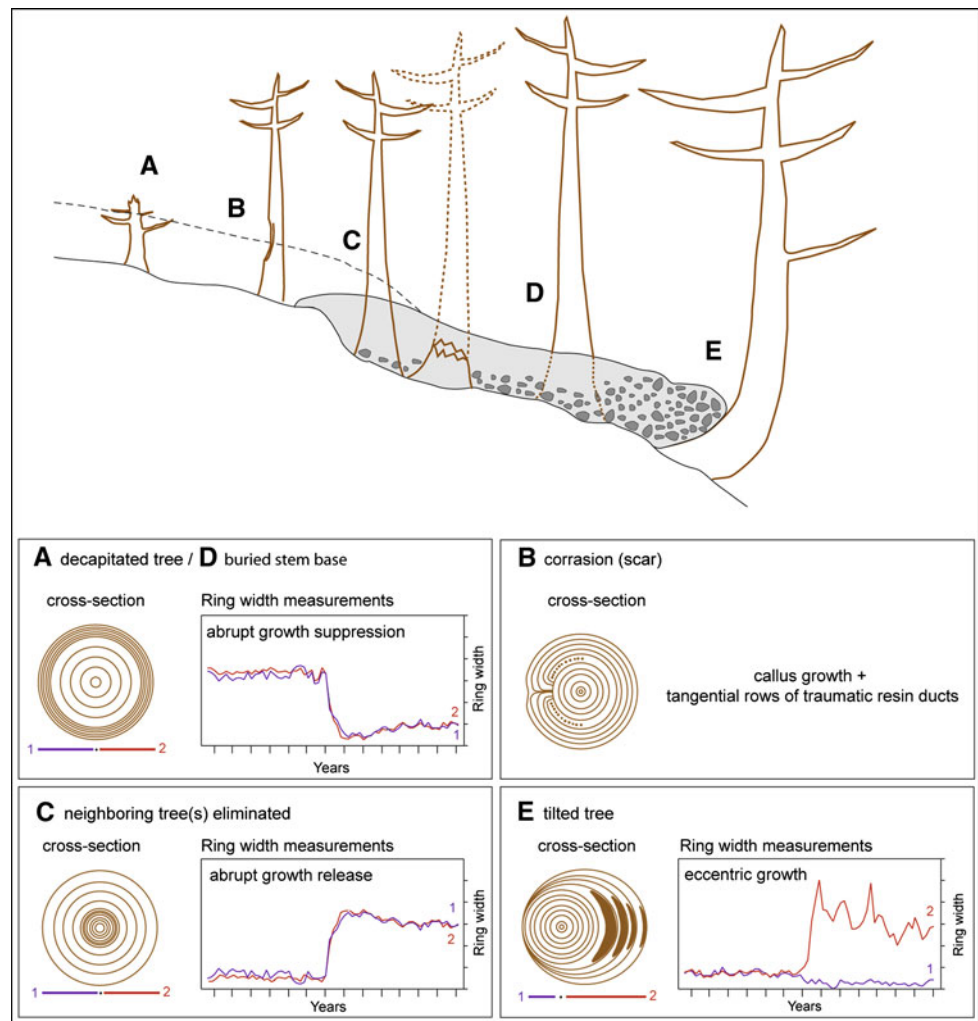 A
B
C
D
E
A decapitated tree / D buried stem base
cross-section
Ring width measurements
abrupt growth suppression
Ring width
2
1
1
2
Years
B corrasion (scar)
cross-section
callus growth +
tangential rows of traumatic resin ducts
C neighboring tree(s) eliminated
cross-section
Ring width measurements
abrupt growth release
Ring width
1
2
1
2
Years
E tilted tree
cross-section
Ring width measurements
eccentric growth
Ring width
2
1
1
2
Years